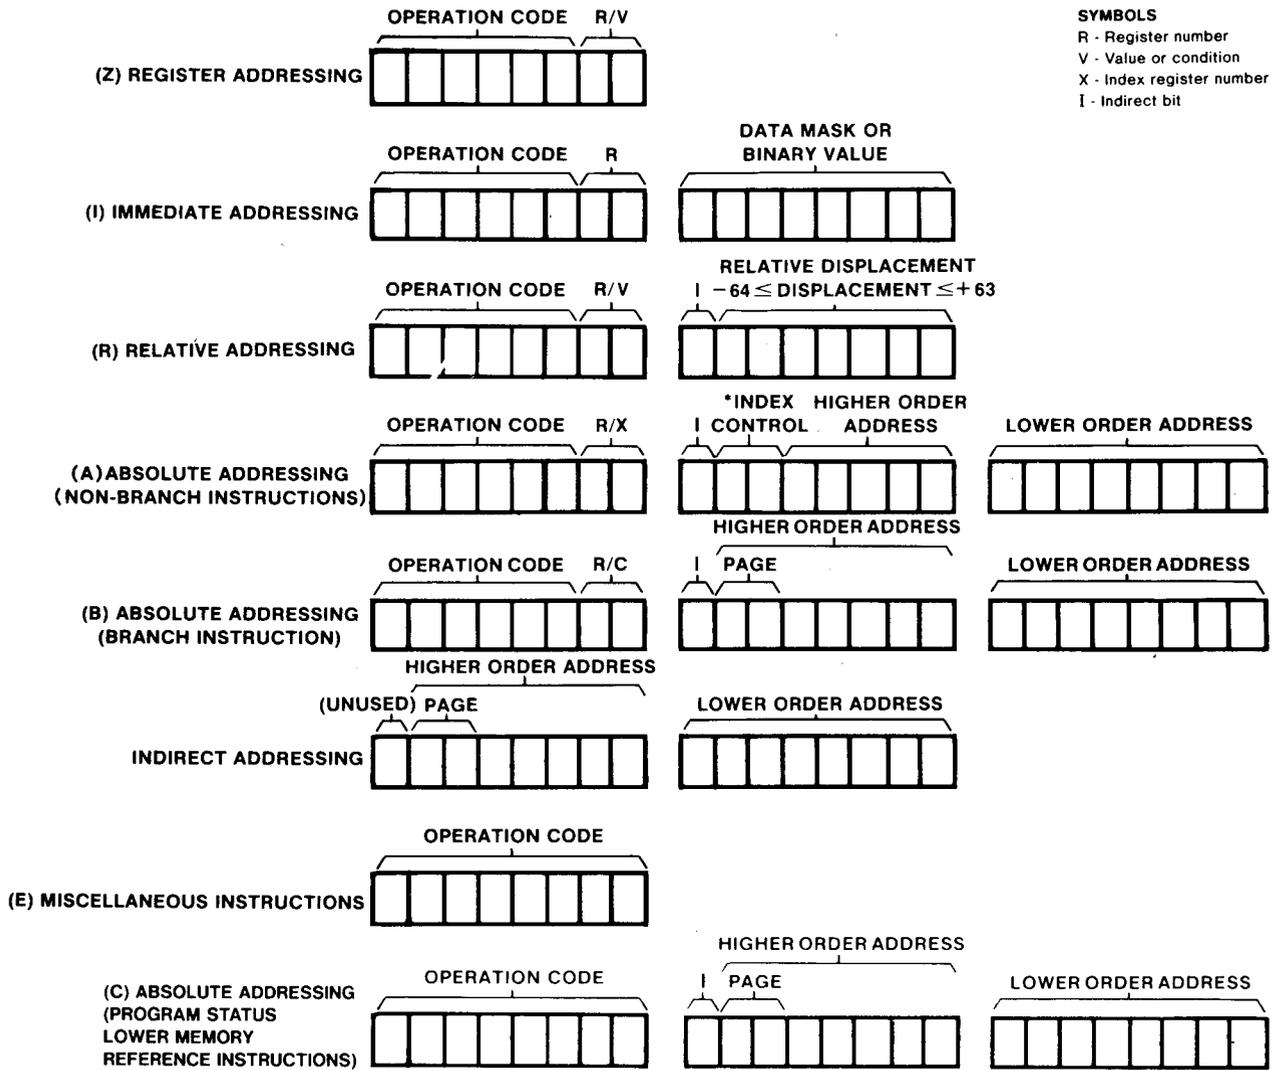 OPERATION CODE R/V
SYMBOLS
R - Register number
V - Value or condition
X - Index register number
I - Indirect bit
(Z) REGISTER ADDRESSING
DATA MASK OR
BINARY VALUE
OPERATION CODE R
(I) IMMEDIATE ADDRESSING
RELATIVE DISPLACEMENT
OPERATION CODE R/V I −64 ≤ DISPLACEMENT ≤ +63
(R) RELATIVE ADDRESSING
*INDEX HIGHER ORDER
OPERATION CODE R/X I CONTROL ADDRESS LOWER ORDER ADDRESS
(A) ABSOLUTE ADDRESSING
(NON-BRANCH INSTRUCTIONS)
HIGHER ORDER ADDRESS
OPERATION CODE R/C I PAGE LOWER ORDER ADDRESS
(B) ABSOLUTE ADDRESSING
(BRANCH INSTRUCTION)
HIGHER ORDER ADDRESS
(UNUSED) PAGE LOWER ORDER ADDRESS
INDIRECT ADDRESSING
OPERATION CODE
(E) MISCELLANEOUS INSTRUCTIONS
HIGHER ORDER ADDRESS
OPERATION CODE I PAGE LOWER ORDER ADDRESS
(C) ABSOLUTE ADDRESSING
(PROGRAM STATUS
LOWER MEMORY
REFERENCE INSTRUCTIONS)